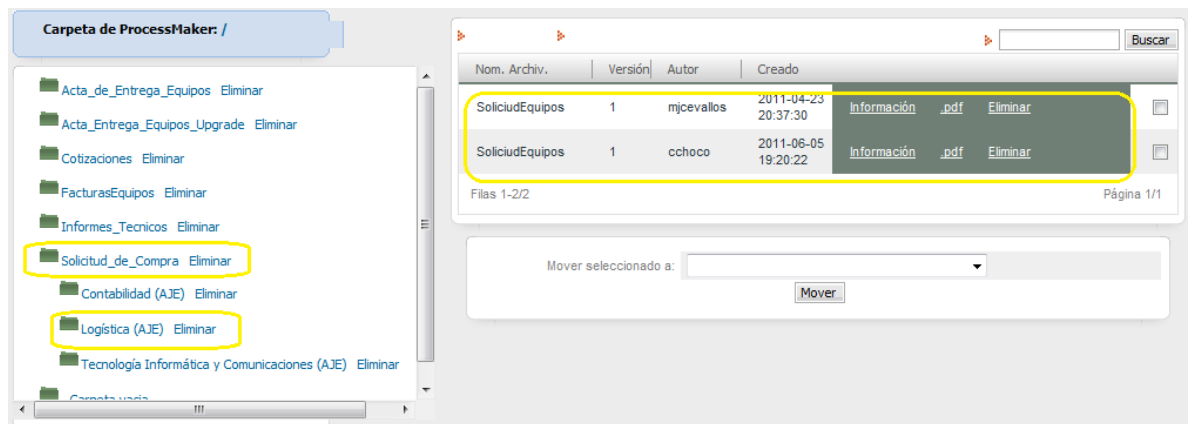 Carpeta de ProcessMaker: /
Acta_de_Entrega_Equipos Eliminar
Acta_Entrega_Equipos_Upgrade Eliminar
Cotizaciones Eliminar
FacturasEquipos Eliminar
Informes_Tecnicos Eliminar
Solicitud_de_Compra Eliminar
Contabilidad (AJE) Eliminar
Logística (AJE) Eliminar
Tecnología Informática y Comunicaciones (AJE) Eliminar
Carpeta vacia
Buscar
Nom. Archiv. Versión Autor Creado
SoliciudEquipos 1 mjcevallos 2011-04-23 20:37:30 Información .pdf Eliminar
SoliciudEquipos 1 cchoco 2011-06-05 19:20:22 Información .pdf Eliminar
Filas 1-2/2 Página 1/1
Mover seleccionado a:
Mover